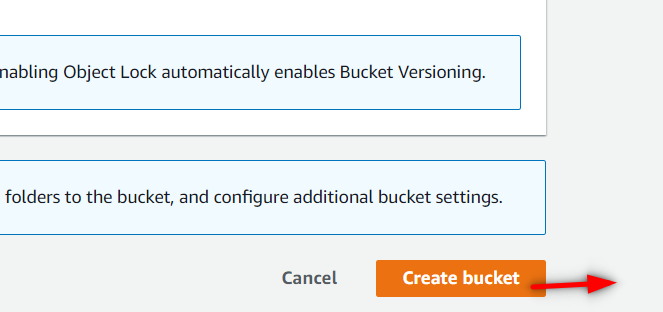 nabling Object Lock automatically enables Bucket Versioning.
folders to the bucket, and configure additional bucket settings.
Cancel Create bucket